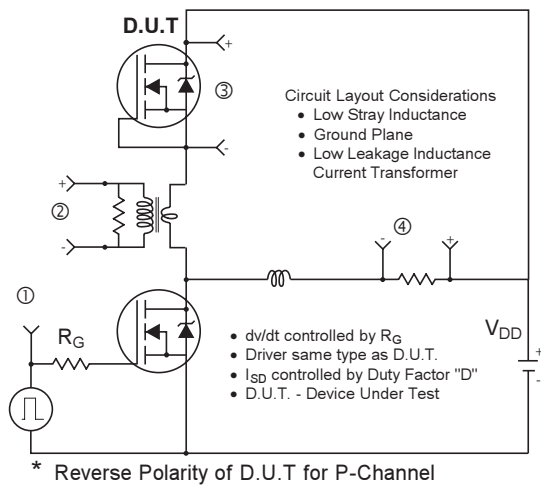 D.U.T
+
③
-
Circuit Layout Considerations
• Low Stray Inductance
• Ground Plane
• Low Leakage Inductance
Current Transformer
+
②
-
④
-
+
①
RG
• dv/dt controlled by RG
• Driver same type as D.U.T.
• ISD controlled by Duty Factor "D"
• D.U.T. - Device Under Test
VDD
+
-
* Reverse Polarity of D.U.T for P-Channel